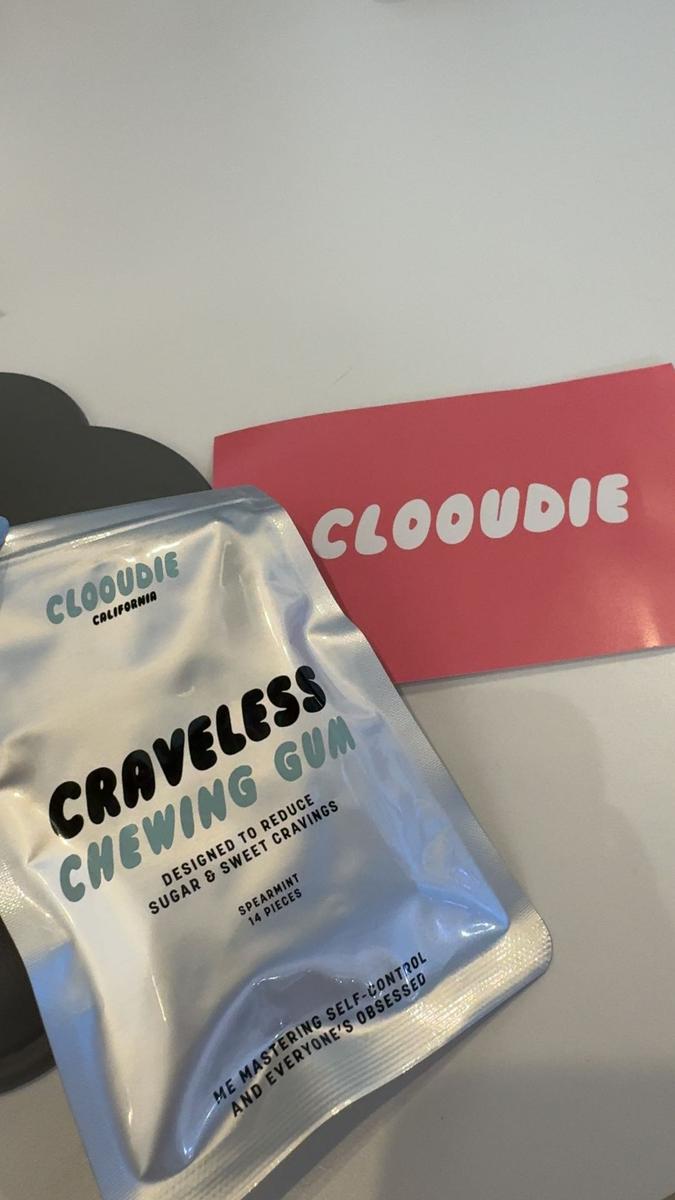 CLOOUDIE
CLOOUDIE
CALIFORNIA
CRAVELESS
CHEWING GUM
DESIGNED TO REDUCE
SUGAR & SWEET CRAVINGS
SPEARMINT
14 PIECES
ME MASTERING SELF-CONTROL
AND EVERYONE'S OBSESSED